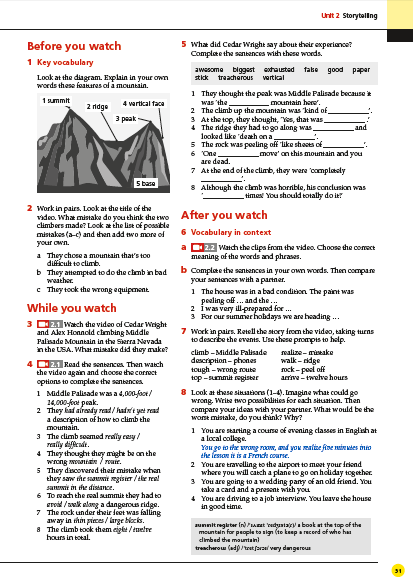 Unit 2 Storytelling
Before you watch
1 Key vocabulary
Look at the diagram. Explain in your own
words these features of a mountain.
1 summit
2 ridge
4 vertical face
3 peak
5 base
2 Work in pairs. Look at the title of the
video. What mistake do you think the two
climbers made? Look at the list of possible
mistakes (a–c) and then add two more of
your own.
a They chose a mountain that's too
difficult to climb.
b They attempted to do the climb in bad
weather.
c They took the wrong equipment.
While you watch
3 2.1 Watch the video of Cedar Wright
and Alex Honnold climbing Middle
Palisade Mountain in the Sierra Nevada
in the USA. What mistake did they make?
4 2.1 Read the sentences. Then watch
the video again and choose the correct
options to complete the sentences.
1 Middle Palisade was a 4,000-foot /
14,000-foot peak.
2 They had already read / hadn't yet read
a description of how to climb the
mountain.
3 The climb seemed really easy /
really difficult.
4 They thought they might be on the
wrong mountain / route.
5 They discovered their mistake when
they saw the summit register / the real
summit in the distance.
6 To reach the real summit they had to
avoid / walk along a dangerous ridge.
7 The rock under their feet was falling
away in thin pieces / large blocks.
8 The climb took them eight / twelve
hours in total.
5 What did Cedar Wright say about their experience?
Complete the sentences with these words.
awesome biggest exhausted false good paper
stick treacherous vertical
1 They thought the peak was Middle Palisade because it
was 'the ____________ mountain here'.
2 The climb up the mountain was 'kind of ____________'.
3 At the top, they thought, 'Yes, that was ____________.'
4 The ridge they had to go along was ____________ and
looked like 'death on a ____________'.
5 The rock was peeling off 'like sheets of ____________'.
6 'One ____________ move' on this mountain and you
are dead.
7 At the end of the climb, they were 'completely
____________'.
8 Although the climb was horrible, his conclusion was
'____________ times! You should totally do it!'
After you watch
6 Vocabulary in context
a 2.2 Watch the clips from the video. Choose the correct
meaning of the words and phrases.
b Complete the sentences in your own words. Then compare
your sentences with a partner.
1 The house was in a bad condition. The paint was
peeling off … and the …
2 I was very ill-prepared for …
3 For our summer holidays we are heading …
7 Work in pairs. Retell the story from the video, taking turns
to describe the events. Use these prompts to help.
climb – Middle Palisade realize – mistake
description – phones walk – ridge
tough – wrong route rock – peel off
top – summit register arrive – twelve hours
8 Look at these situations (1–4). Imagine what could go
wrong. Write two possibilities for each situation. Then
compare your ideas with your partner. What would be the
worst mistake, do you think? Why?
1 You are starting a course of evening classes in English at
a local college.
You go to the wrong room, and you realize five minutes into
the lesson it is a French course.
2 You are travelling to the airport to meet your friend
where you will catch a plane to go on holiday together.
3 You are going to a wedding party of an old friend. You
take a card and a present with you.
4 You are driving to a job interview. You leave the house
in good time.
summit register (n) /ˈsʌmɪt ˈredʒɪstə(r)/ a book at the top of the
mountain for people to sign (to keep a record of who has
climbed the mountain)
treacherous (adj) /ˈtretʃərəs/ very dangerous
31